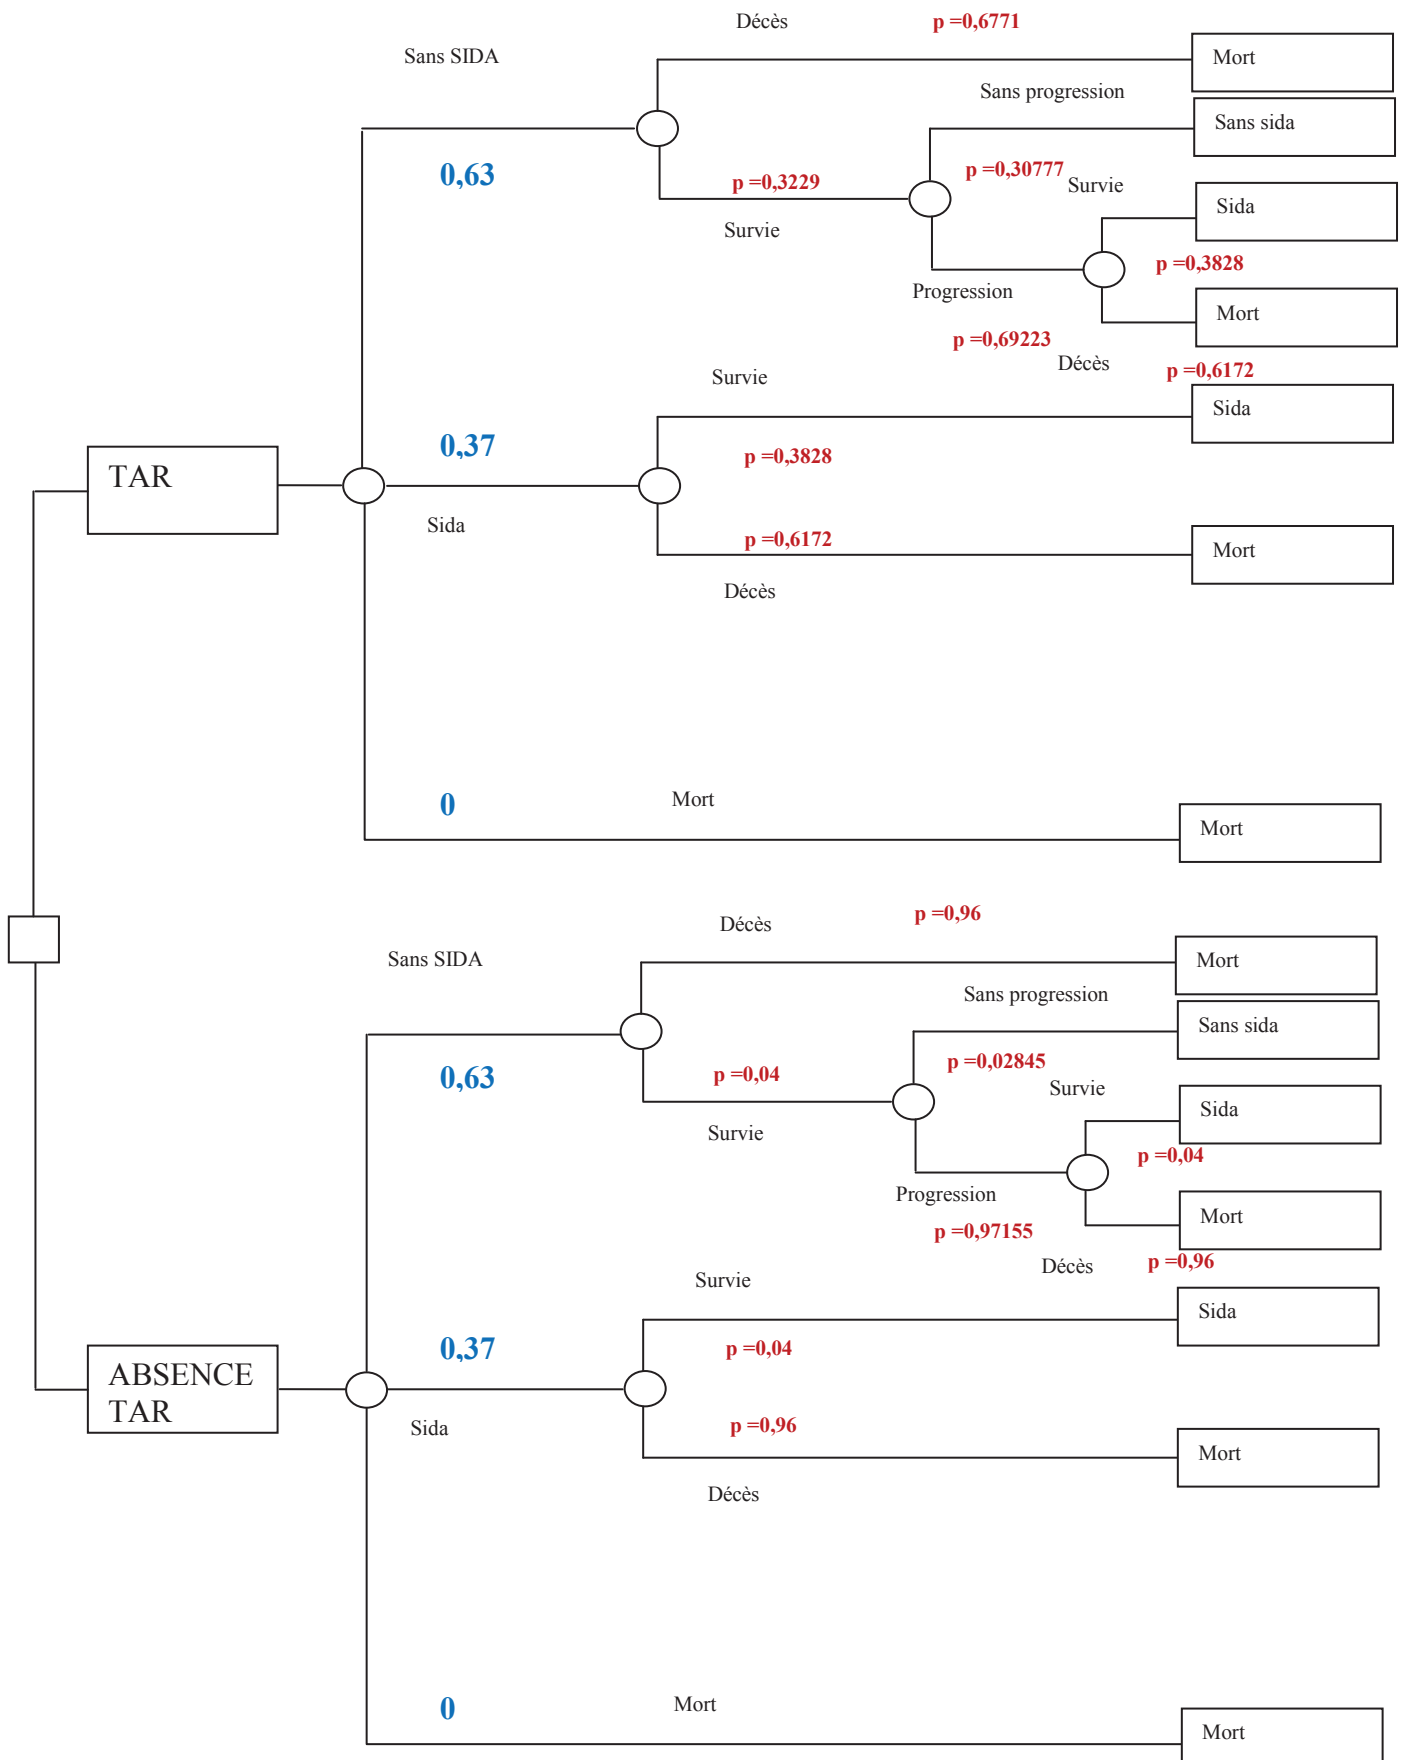 Décès
p =0,6771
Sans SIDA
Mort
Sans progression
Sans sida
0,63
p =0,3229
p =0,30777
Survie
Survie
Sida
p =0,3828
Progression
Mort
p =0,69223
Décès
p =0,6172
Survie
Sida
0,37
p =0,3828
TAR
Sida
p =0,6172
Mort
Décès
0
Mort
Mort
Décès
p =0,96
Sans SIDA
Mort
Sans progression
Sans sida
0,63
p =0,04
p =0,02845
Survie
Survie
Sida
p =0,04
Progression
Mort
p =0,97155
Décès
p =0,96
Survie
Sida
0,37
p =0,04
ABSENCE
TAR
Sida
p =0,96
Mort
Décès
0
Mort
Mort